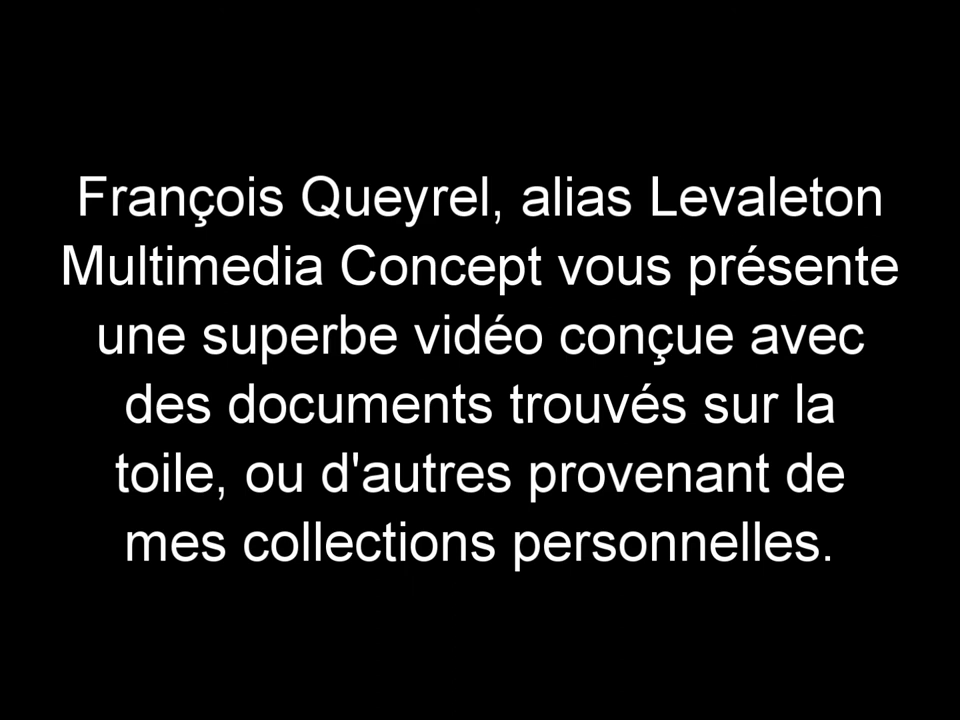 François Queyrel, alias Levaleton
Multimedia Concept vous présente
une superbe vidéo conçue avec
des documents trouvés sur la
toile, ou d'autres provenant de
mes collections personnelles.